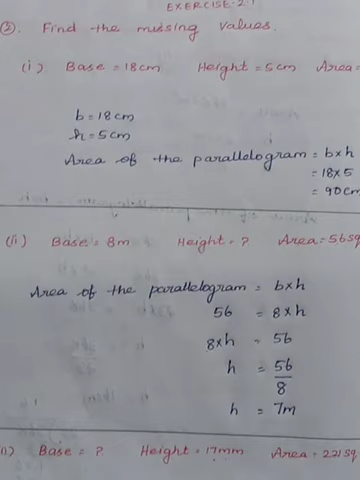 EXERCISE-2.1
②. Find the missing values.
(i) Base = 18cm Height = 5cm Area =
b = 18cm
h = 5cm
Area of the parallelogram = b x h
= 18 x 5
= 90cm
(ii) Base = 8m Height = ? Area = 56sq
Area of the parallelogram = b x h
56 = 8 x h
8 x h = 56
h = 56
8
h = 7m
Base = ? Height = 17mm Area = 221sq